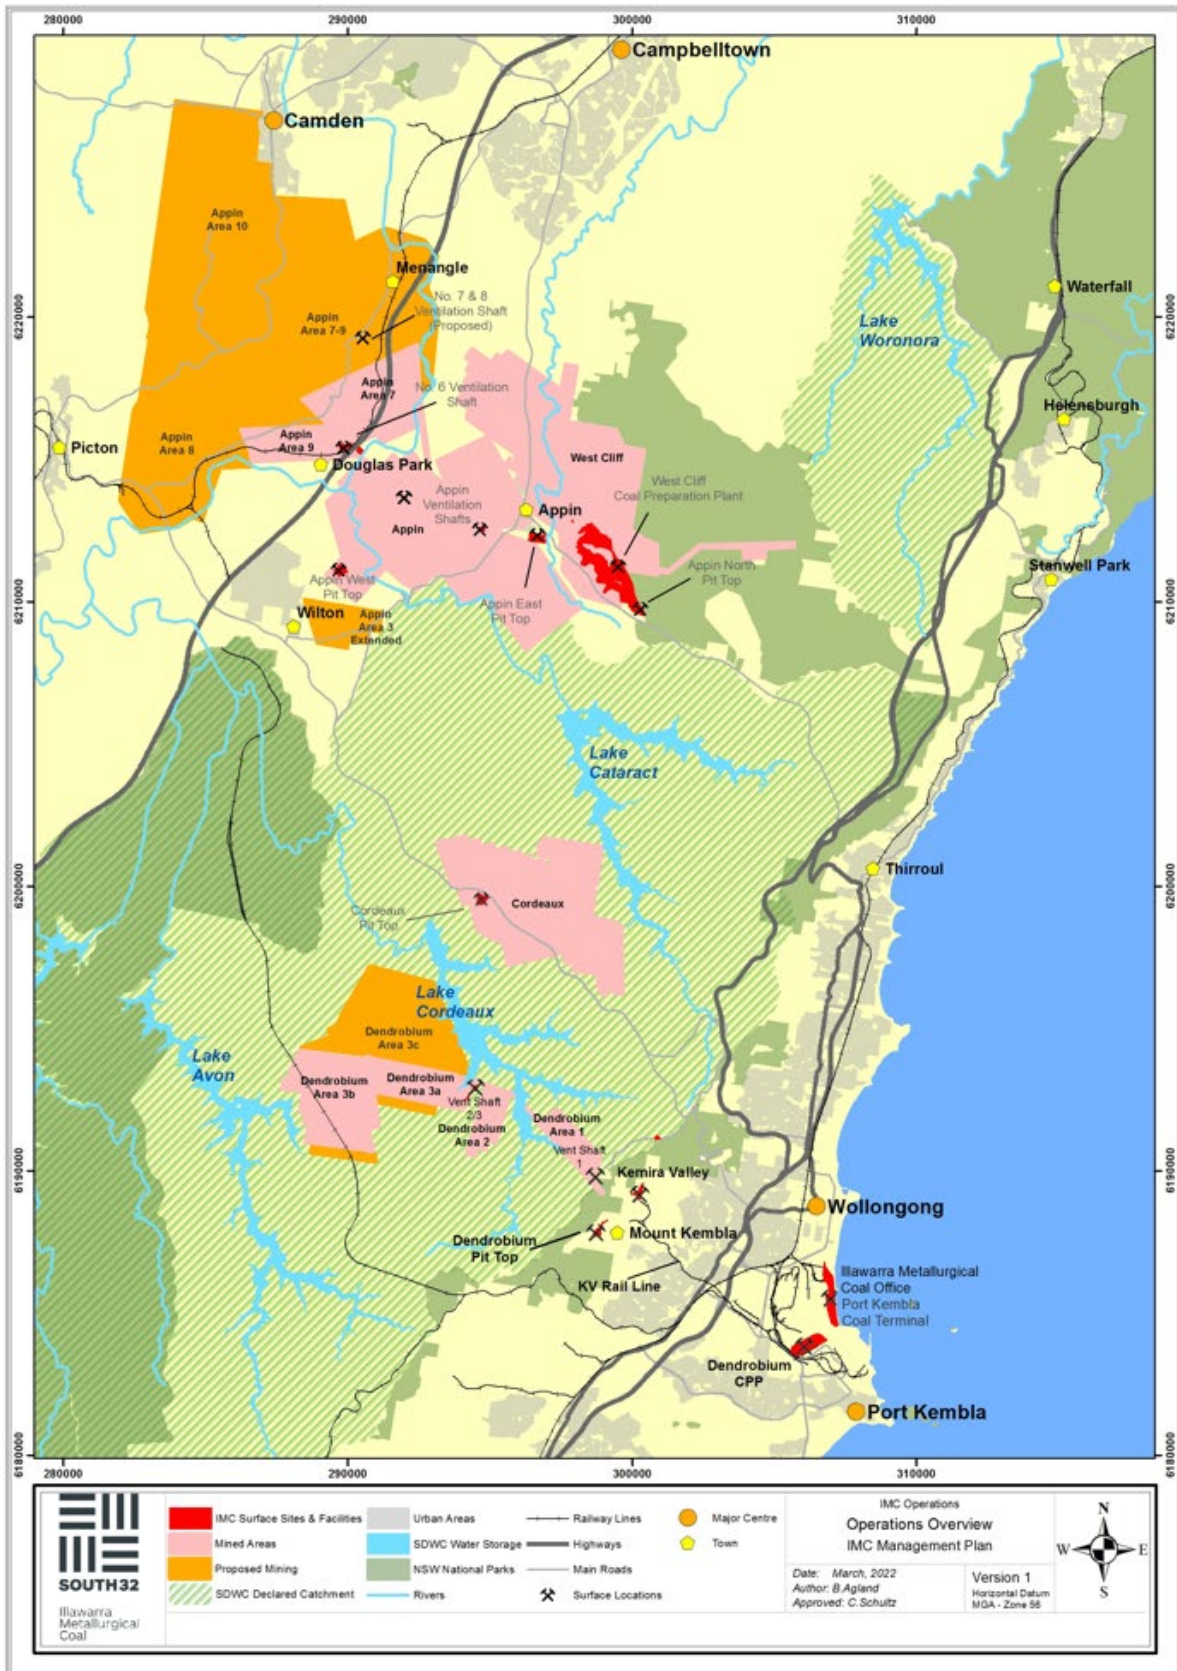 280000
290000
300000
310000
Campbelltown
Camden
Appin
Area 10
Menangle
No. 7 & 8
Ventilation Shaft
(Proposed)
Appin
Area 7-9
Waterfall
Lake
Woronora
6220000
6220000
Appin
Area 7
No. 6 Ventilation
Shaft
Helensburgh
Picton
Appin
Area 8
Appin
Area 9
Douglas Park
West Cliff
West Cliff
Coal Preparation Plant
Appin
Ventilation
Shafts
Appin
Appin
Appin West
Pit Top
Appin East
Pit Top
Appin North
Pit Top
Stanwell Park
6210000
6210000
Wilton
Appin
Area 3
Extended
Lake
Cataract
Thirroul
6200000
6200000
Cordeaux
Cordeaux
Pit Top
Lake
Cordeaux
Dendrobium
Area 3c
Lake
Avon
Dendrobium
Area 3b
Dendrobium
Area 3a
Vent Shaft
2/3
Dendrobium
Area 2
Dendrobium
Area 1
Vent Shaft
1
6190000
6190000
Kemira Valley
Wollongong
Dendrobium
Pit Top
Mount Kembla
KV Rail Line
Illawarra Metallurgical
Coal Office
Port Kembla
Coal Terminal
Dendrobium
CPP
Port Kembla
6180000
6180000
280000
290000
300000
310000
SOUTH32
Illawarra
Metallurgical
Coal
IMC Surface Sites & Facilities
Mined Areas
Proposed Mining
SDWC Declared Catchment
Urban Areas
SDWC Water Storage
NSW National Parks
Rivers
Railway Lines
Highways
Main Roads
Surface Locations
Major Centre
Town
IMC Operations
Operations Overview
IMC Management Plan
Date: March, 2022
Author: B.Agland
Approved: C.Schultz
Version 1
Horizontal Datum
MGA - Zone 56
N
W
E
S